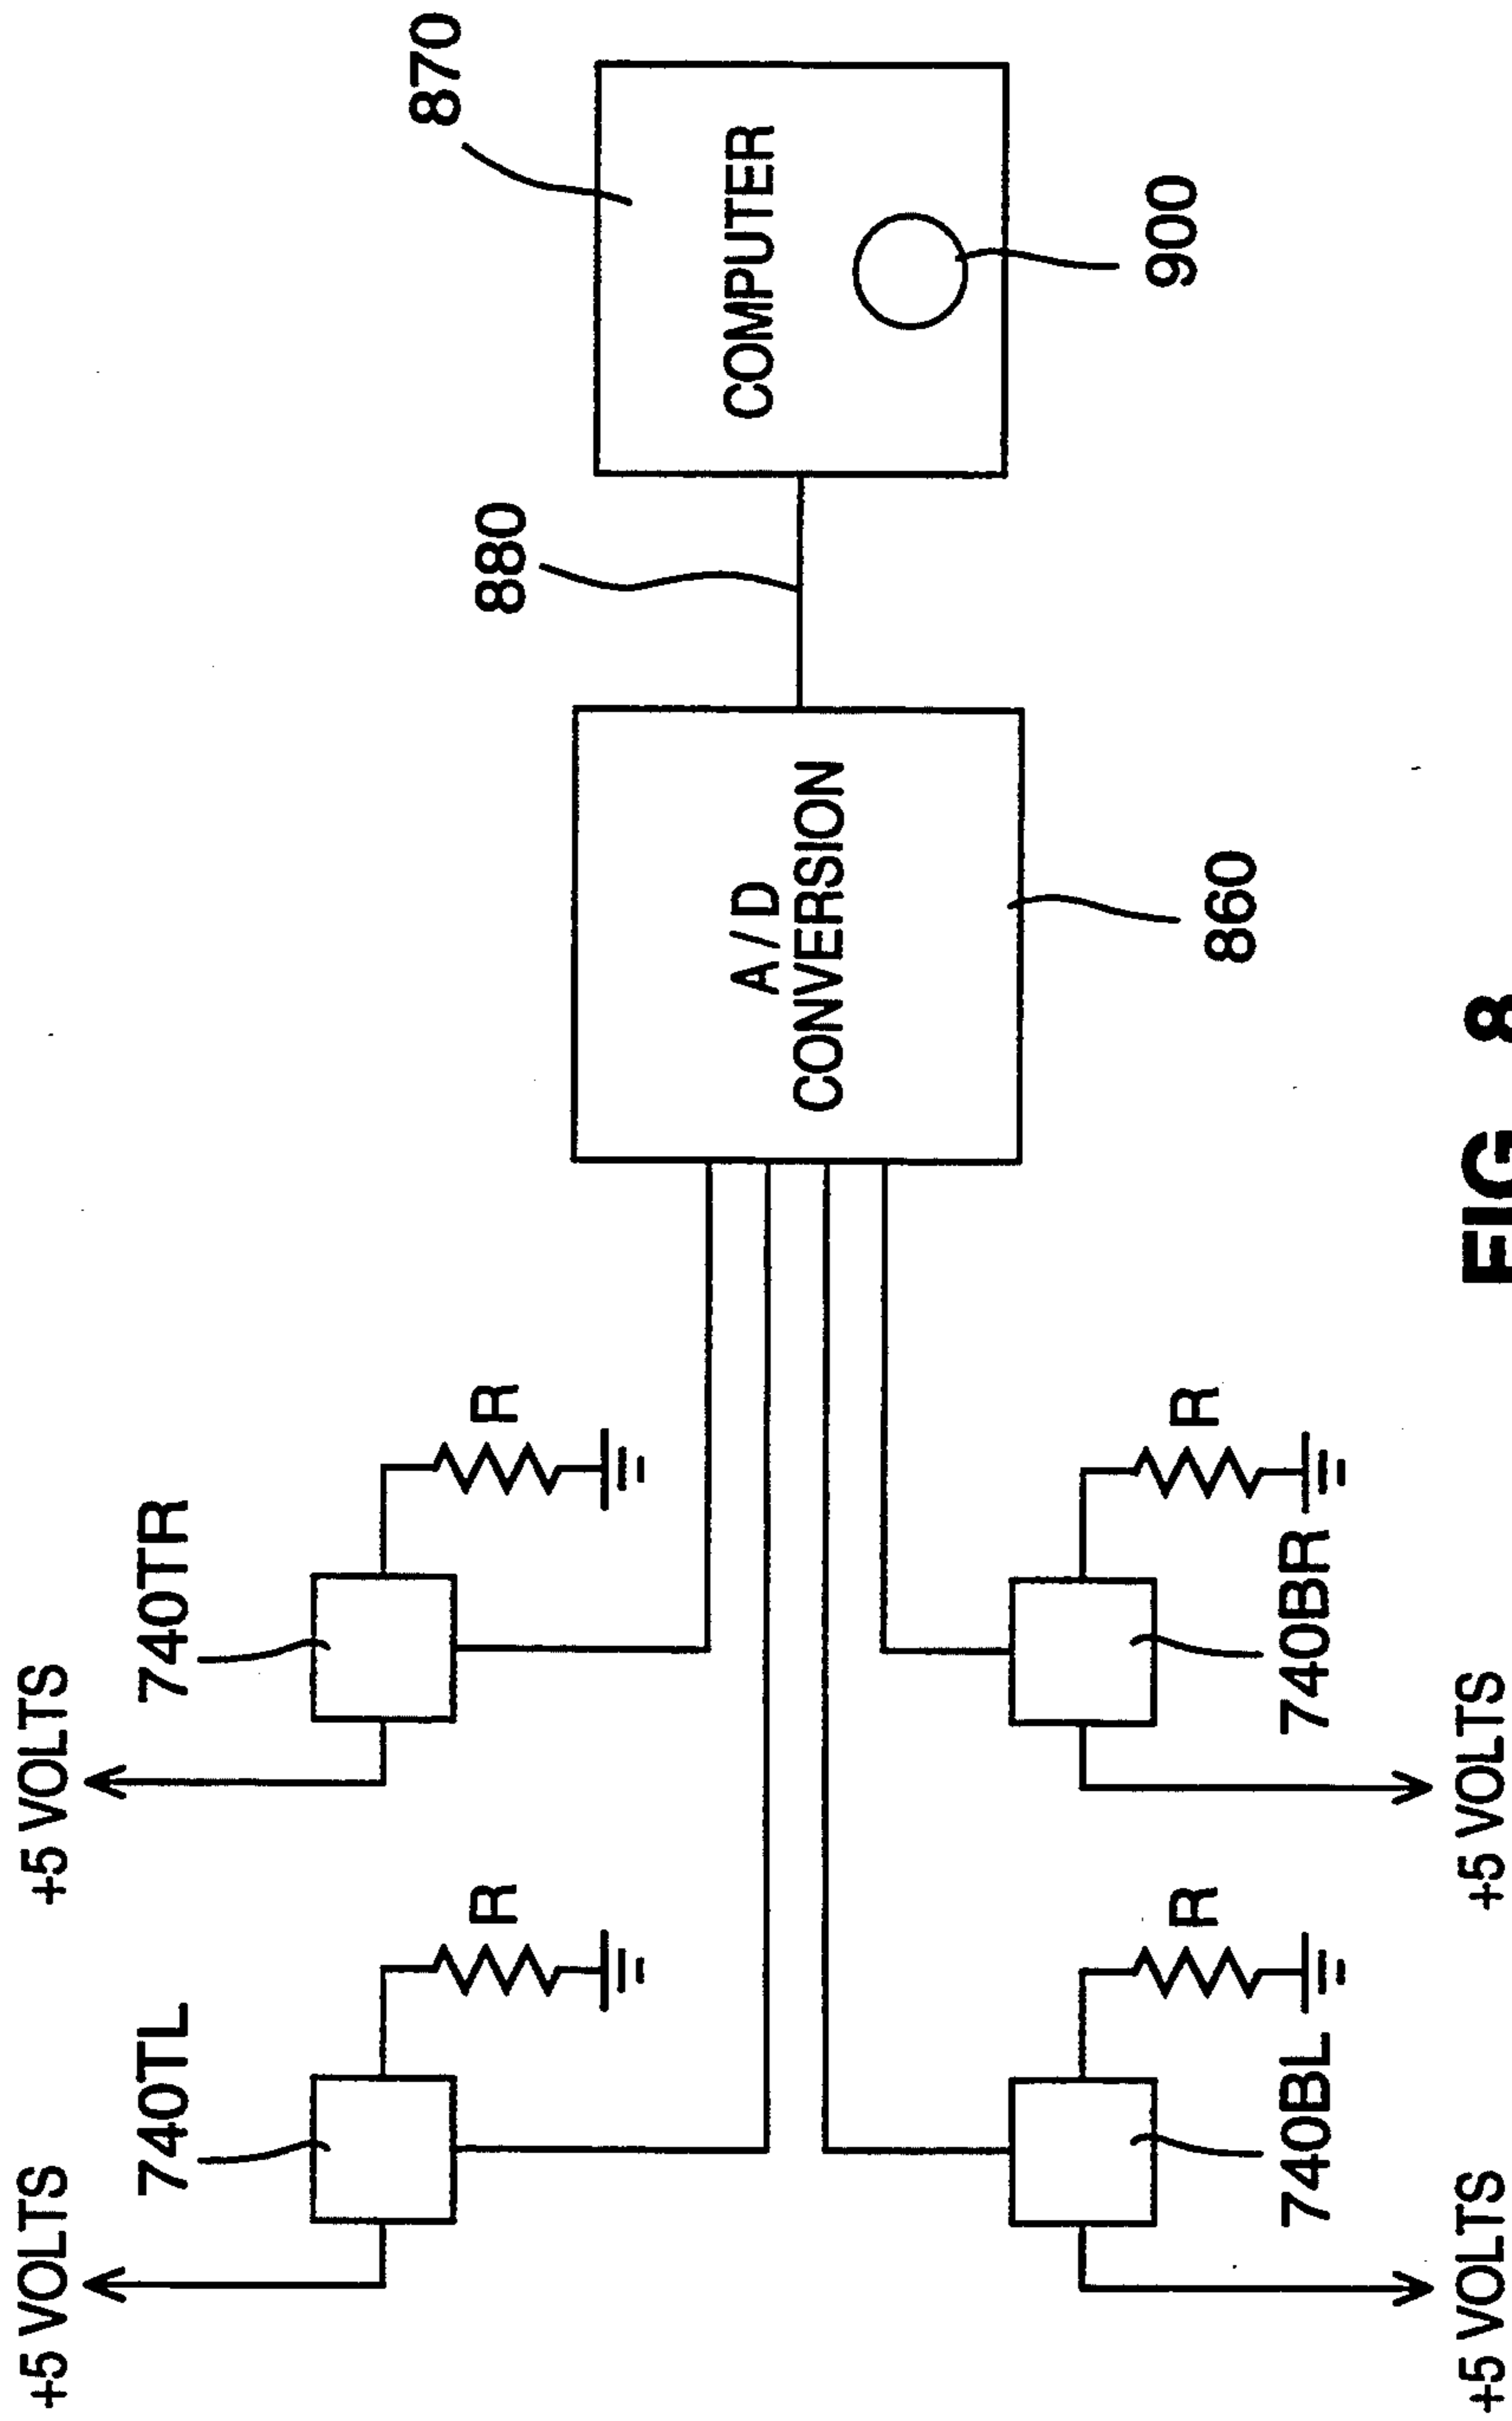 +5 VOLTS
+5 VOLTS
740TL
740TR
R
R
870
880
COMPUTER
A / D
CONVERSION
900
860
R
R
740BL
740BR
+5 VOLTS
+5 VOLTS
FIG. 8